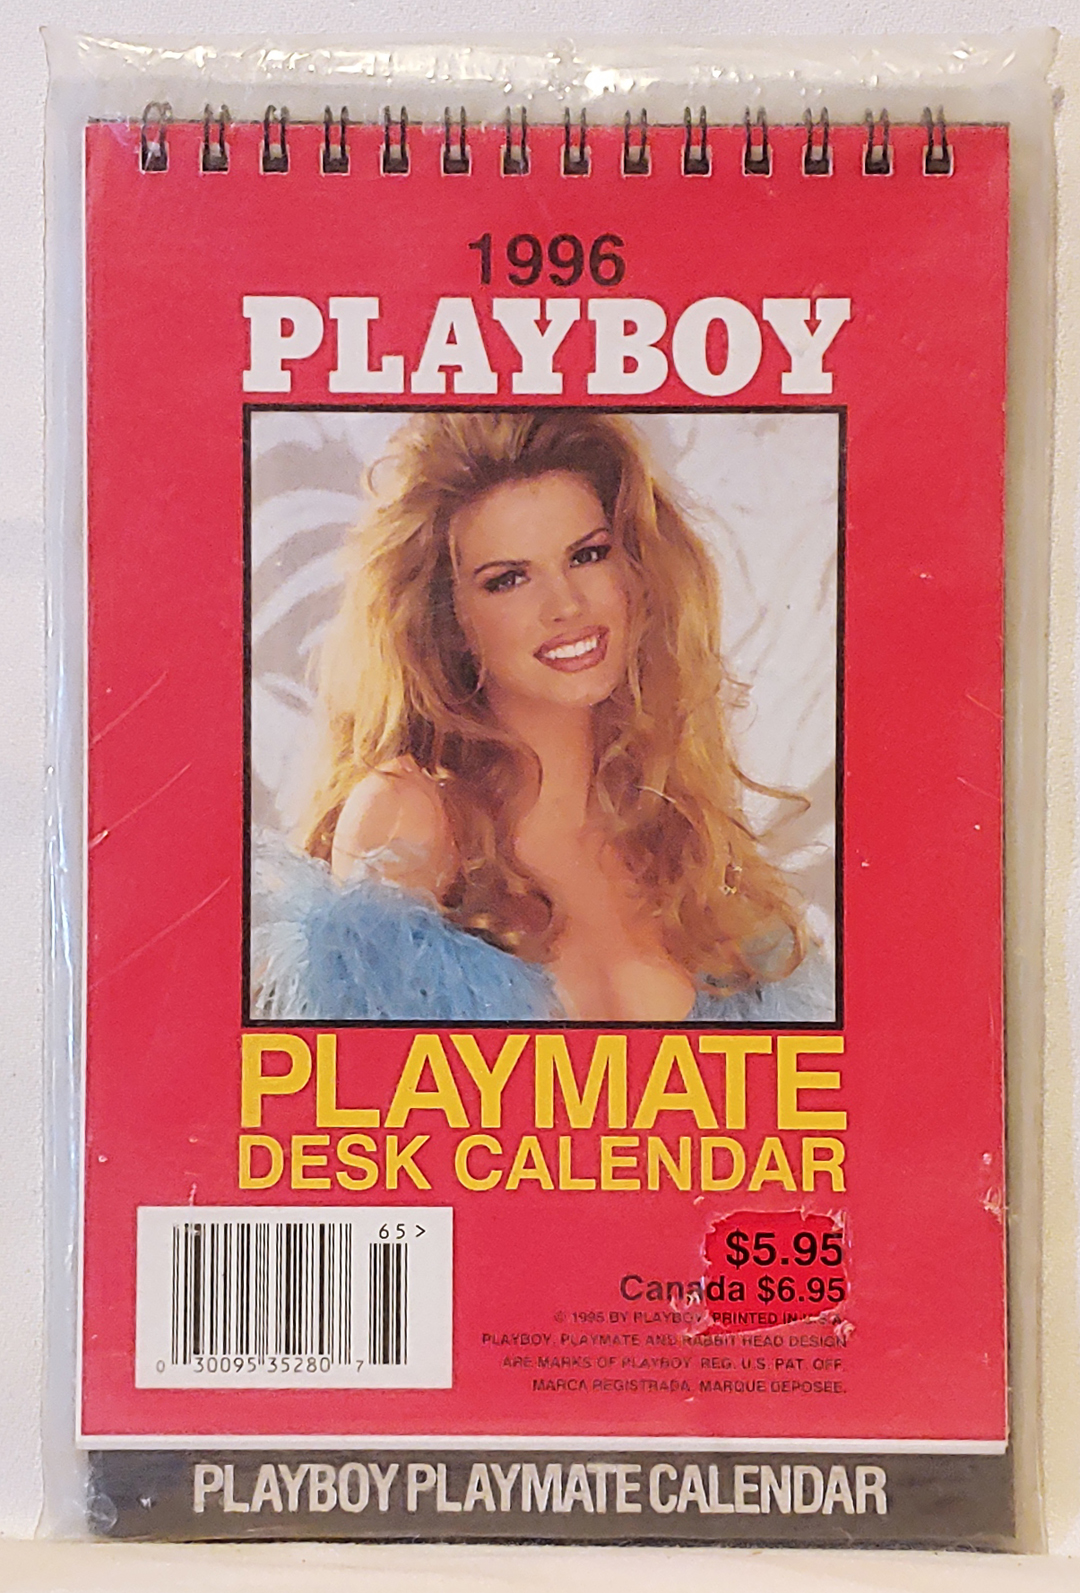 1996
PLAYBOY
PLAYMATE
DESK CALENDAR
65>
0 30095 35280 7
$5.95
Canada $6.95
© 1995 BY PLAYBOY. PRINTED IN U.S.A.
PLAYBOY, PLAYMATE AND RABBIT HEAD DESIGN
ARE MARKS OF PLAYBOY. REG. U.S. PAT. OFF.
MARCA REGISTRADA. MARQUE DEPOSEE.
PLAYBOY PLAYMATE CALENDAR